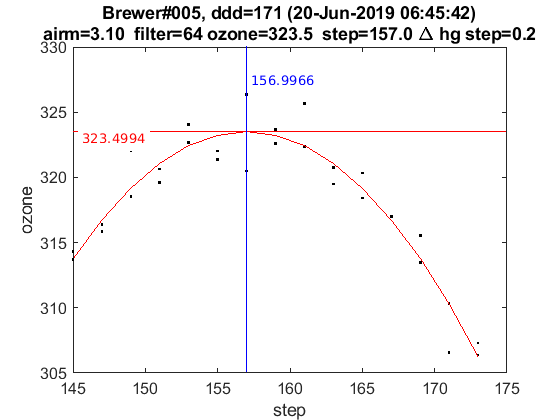 Brewer#005, ddd=171 (20-Jun-2019 06:45:42)
airm=3.10 filter=64 ozone=323.5 step=157.0 Δ hg step=0.2
330
325
320
315
310
305
ozone
156.9966
323.4994
145 150 155 160 165 170 175
step